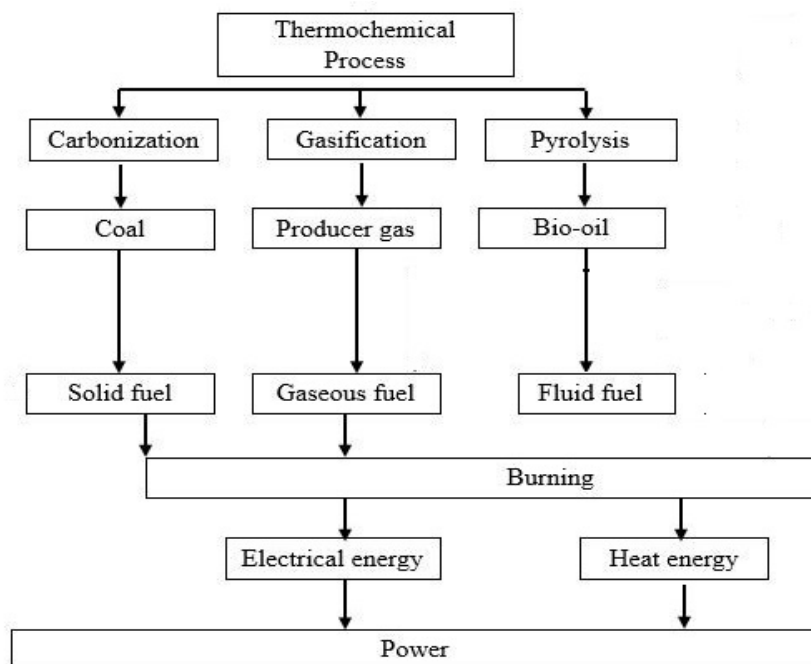 Thermochemical
Process
Carbonization
Gasification
Pyrolysis
Coal
Producer gas
Bio-oil
Solid fuel
Gaseous fuel
Fluid fuel
Burning
Electrical energy
Heat energy
Power